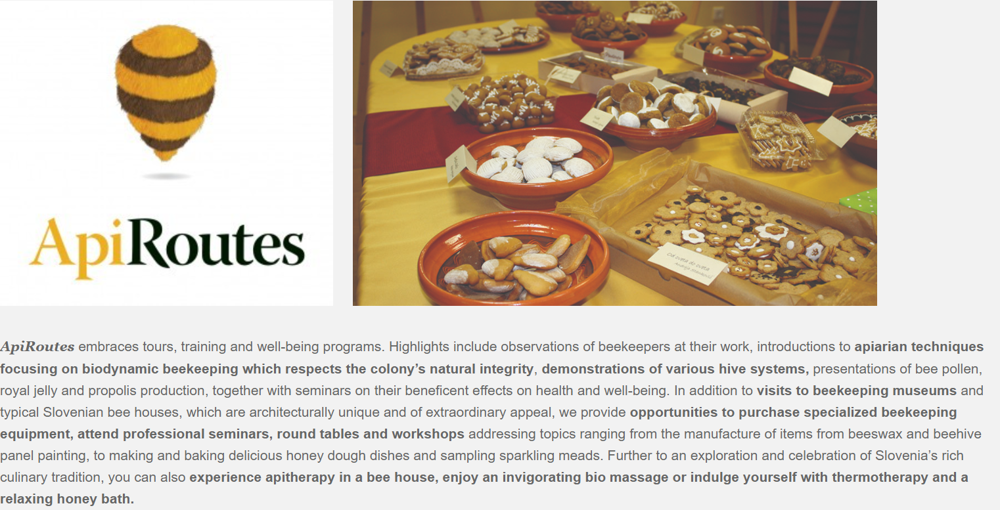 ApiRoutes
Od cveta do cveta
ApiRoutes embraces tours, training and well-being programs. Highlights include observations of beekeepers at their work, introductions to apiarian techniques
focusing on biodynamic beekeeping which respects the colony’s natural integrity, demonstrations of various hive systems, presentations of bee pollen,
royal jelly and propolis production, together with seminars on their beneficent effects on health and well-being. In addition to visits to beekeeping museums and
typical Slovenian bee houses, which are architecturally unique and of extraordinary appeal, we provide opportunities to purchase specialized beekeeping
equipment, attend professional seminars, round tables and workshops addressing topics ranging from the manufacture of items from beeswax and beehive
panel painting, to making and baking delicious honey dough dishes and sampling sparkling meads. Further to an exploration and celebration of Slovenia’s rich
culinary tradition, you can also experience apitherapy in a bee house, enjoy an invigorating bio massage or indulge yourself with thermotherapy and a
relaxing honey bath.